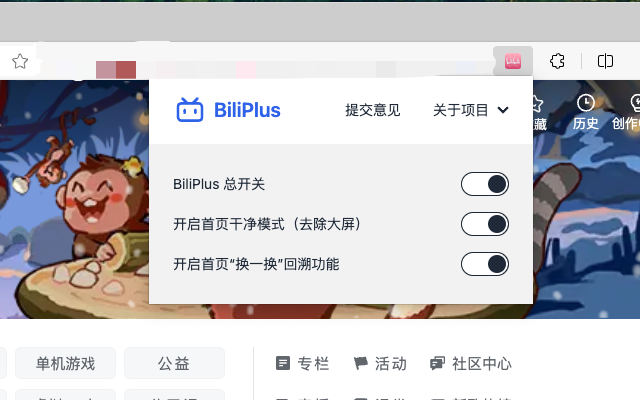 BiliPlus
提交意见
关于项目
藏
历史
创作
BiliPlus 总开关
开启首页干净模式（去除大屏）
开启首页“换一换”回溯功能
单机游戏
公益
专栏
活动
社区中心